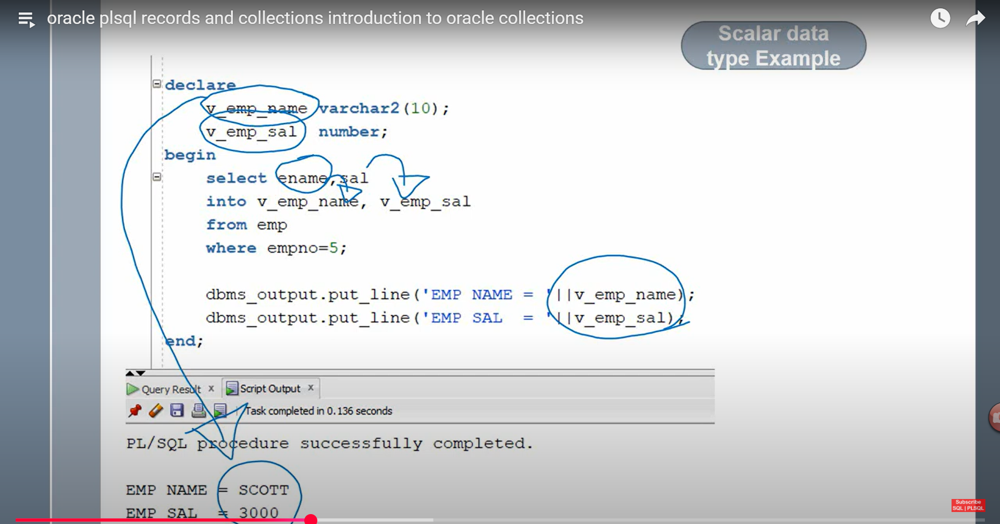 oracle plsql records and collections introduction to oracle collections
Scalar data
type Example
declare
v_emp_name varchar2(10);
v_emp_sal number;
begin
select ename,sal
into v_emp_name, v_emp_sal
from emp
where empno=5;
dbms_output.put_line('EMP NAME = '||v_emp_name);
dbms_output.put_line('EMP SAL  = '||v_emp_sal);
end;
Query Result x Script Output x
Task completed in 0.136 seconds
PL/SQL procedure successfully completed.
EMP NAME = SCOTT
EMP SAL  = 3000
Subscribe
SQL | PLSQL